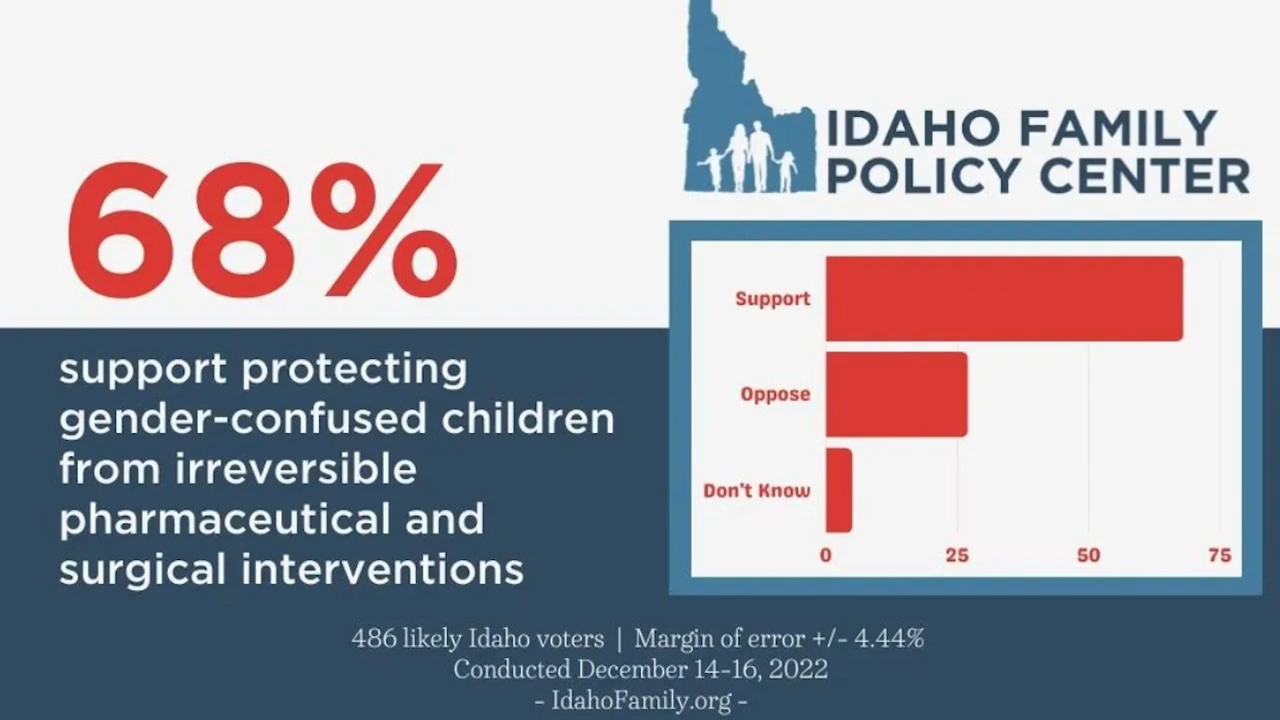 IDAHO FAMILY
POLICY CENTER
68%
support protecting
gender-confused children
from irreversible
pharmaceutical and
surgical interventions
Support
Oppose
Don't Know
0 25 50 75
486 likely Idaho voters | Margin of error +/- 4.44%
Conducted December 14-16, 2022
- IdahoFamily.org -